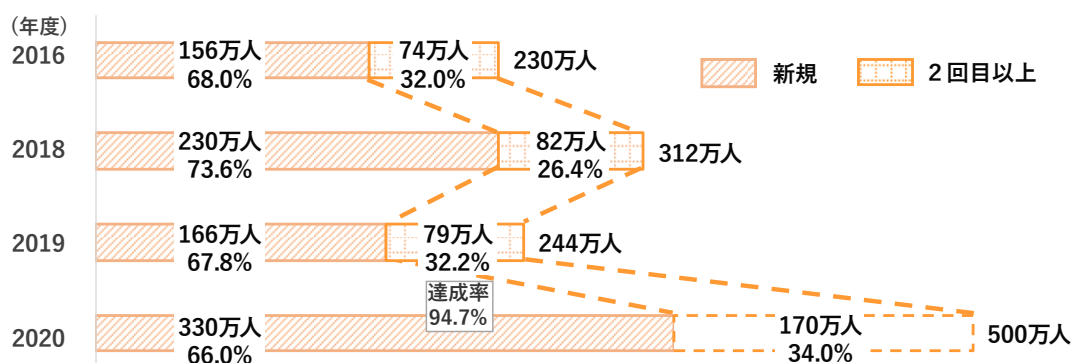 (年度)
2016
156万人
68.0%
74万人
32.0%
230万人
新規
２回目以上
2018
230万人
73.6%
82万人
26.4%
312万人
2019
166万人
67.8%
79万人
32.2%
244万人
達成率
94.7%
2020
330万人
66.0%
170万人
34.0%
500万人